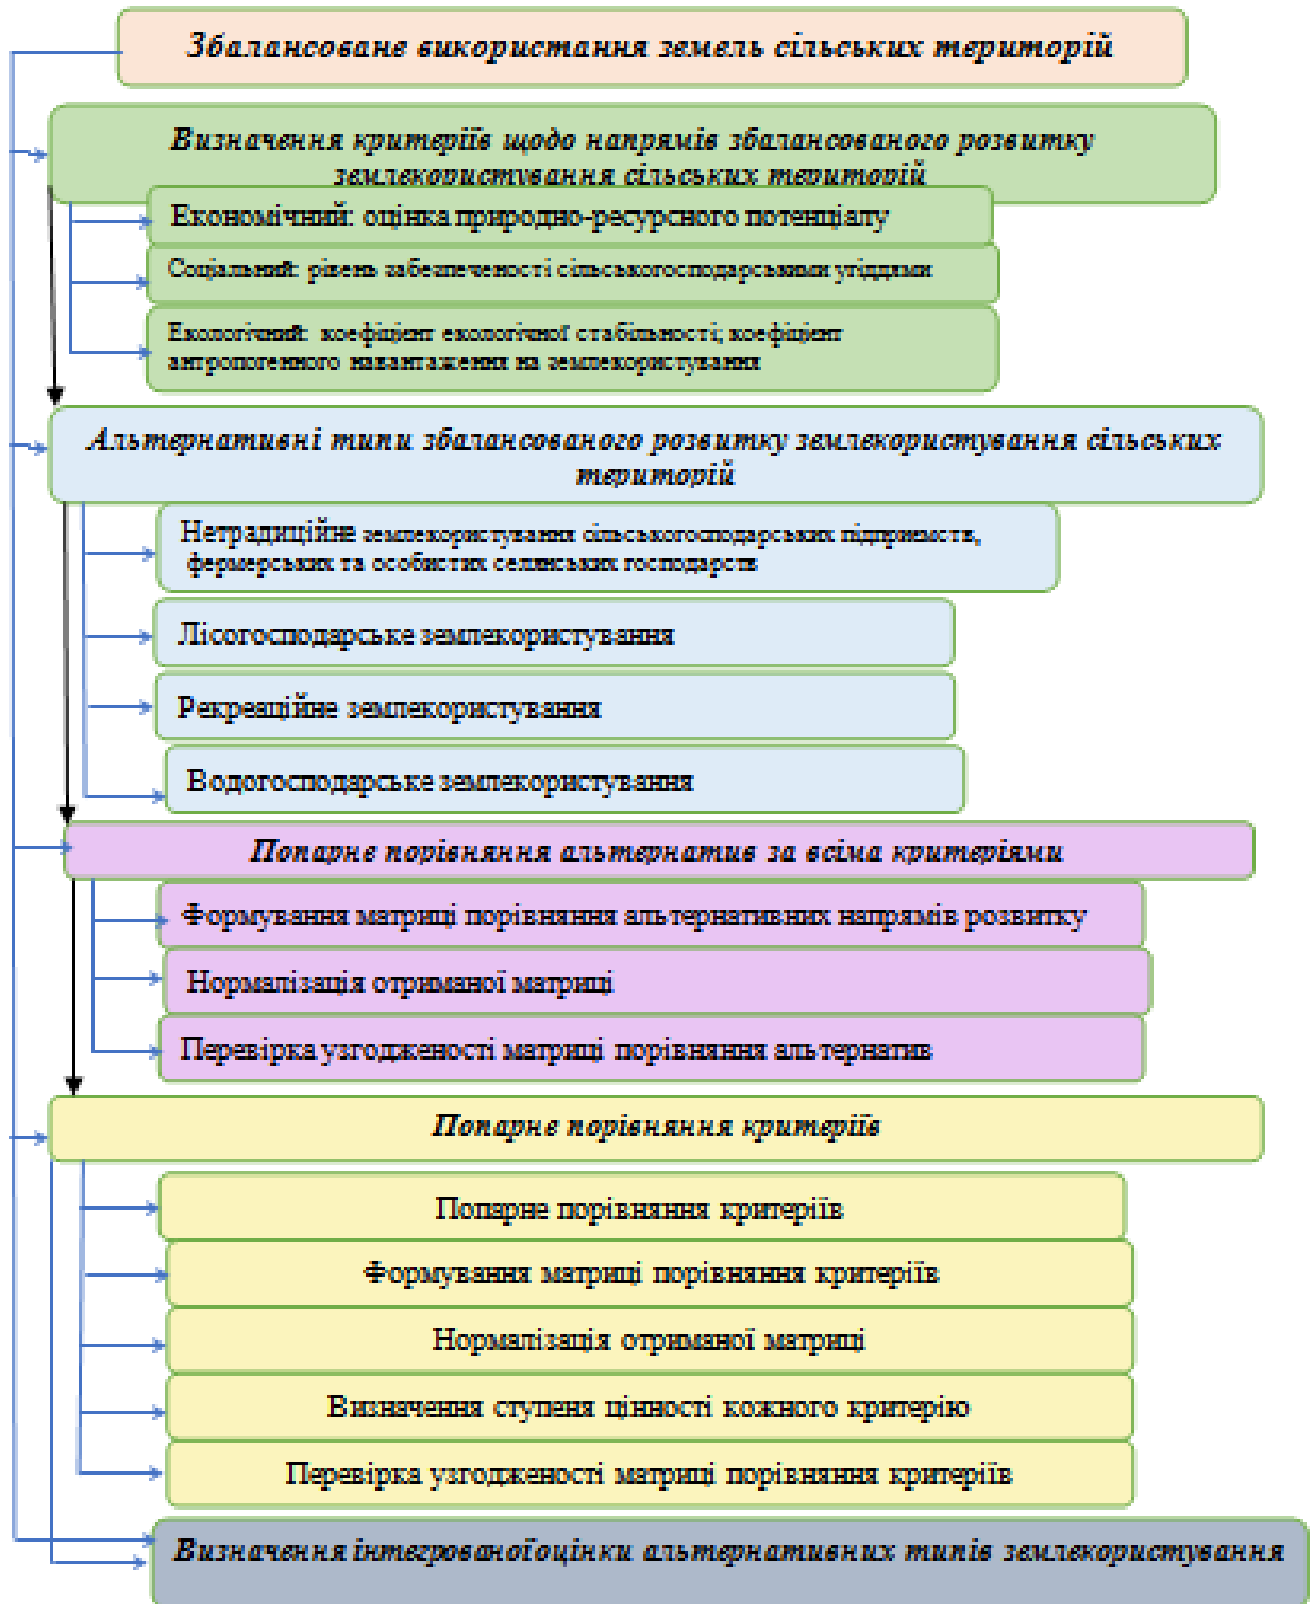 Збалансоване використання земель сільських територій
Визначення критеріїв щодо напрямів збалансованого розвитку
землекористування сільських територій
Економічний: оцінка природно-ресурсного потенціалу
Соціальний: рівень забезпеченості сільськогосподарськими угіддями
Екологічний: коефіцієнт екологічної стабільності; коефіцієнт
антропогенного навантаження на землекористування
Альтернативні типи збалансованого розвитку землекористування сільських
територій
Нетрадиційне землекористування сільськогосподарських підприємств,
фермерських та особистих селянських господарств
Лісогосподарське землекористування
Рекреаційне землекористування
Водогосподарське землекористування
Попарне порівняння альтернатив за всіма критеріями
Формування матриці порівняння альтернативних напрямів розвитку
Нормалізація отриманої матриці
Перевірка узгодженості матриці порівняння альтернатив
Попарне порівняння критеріїв
Попарне порівняння критеріїв
Формування матриці порівняння критеріїв
Нормалізація отриманої матриці
Визначення ступеня цінності кожного критерію
Перевірка узгодженості матриці порівняння критеріїв
Визначення інтегрованоїоцінки альтернативних типів землекористування